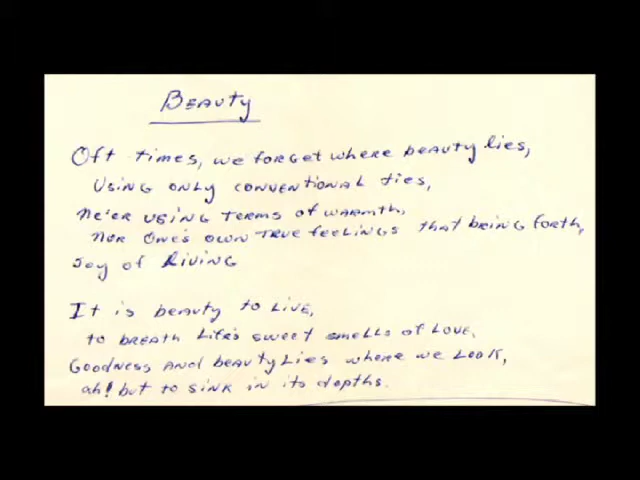 Beauty
Oft times, we forget where beauty lies,
Using only conventional ties,
Ne'er using terms of warmth,
Nor one's own true feelings that bring forth,
Joy of Living
It is beauty to live,
to breath Life's sweet smells of love,
Goodness and beauty Lies where we Look,
ah! but to sink in its depths.